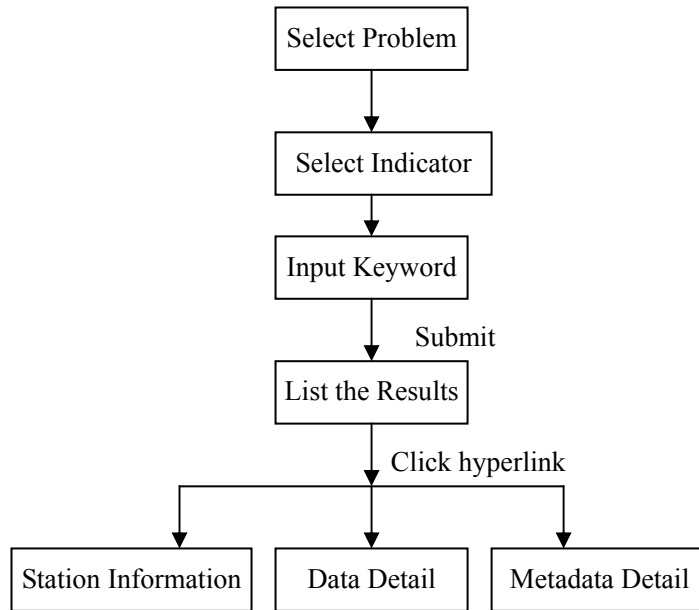 Select Problem
Select Indicator
Input Keyword
Submit
List the Results
Click hyperlink
Station Information
Data Detail
Metadata Detail